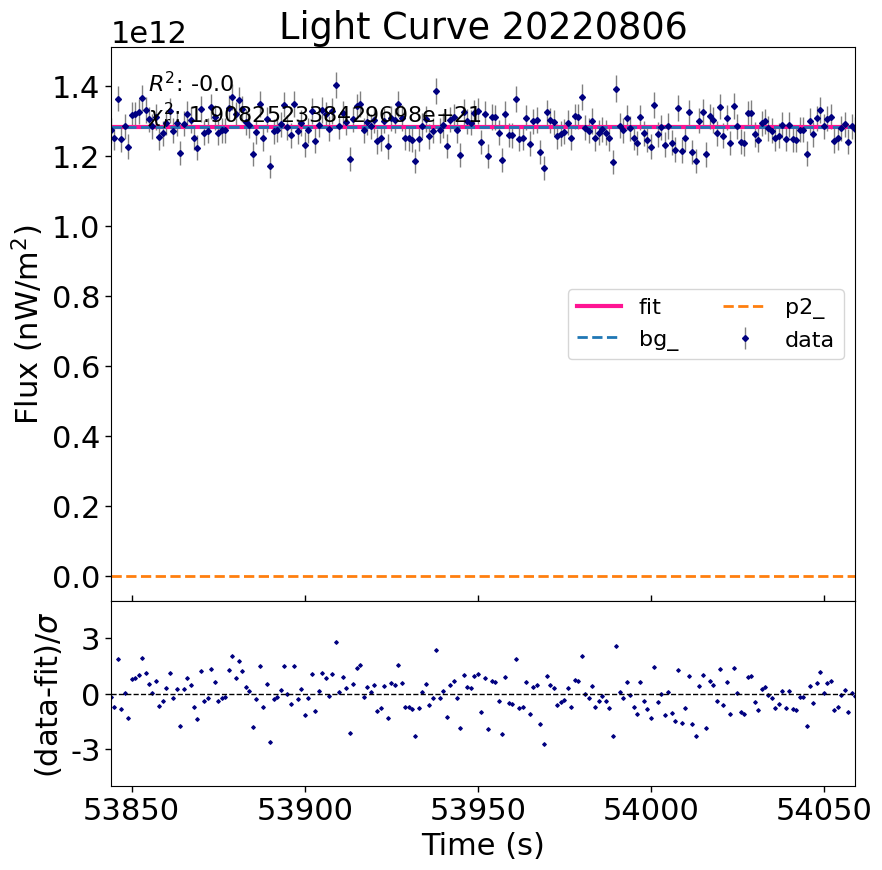 Light Curve 20220806
1e12
R²: -0.0
χ²: 1.908252338429698e+21
1.4
1.2
1.0
0.8
0.6
0.4
0.2
0.0
Flux (nW/m²)
fit
bg_
p2_
data
3
0
-3
(data-fit)/σ
53850 53900 53950 54000 54050
Time (s)